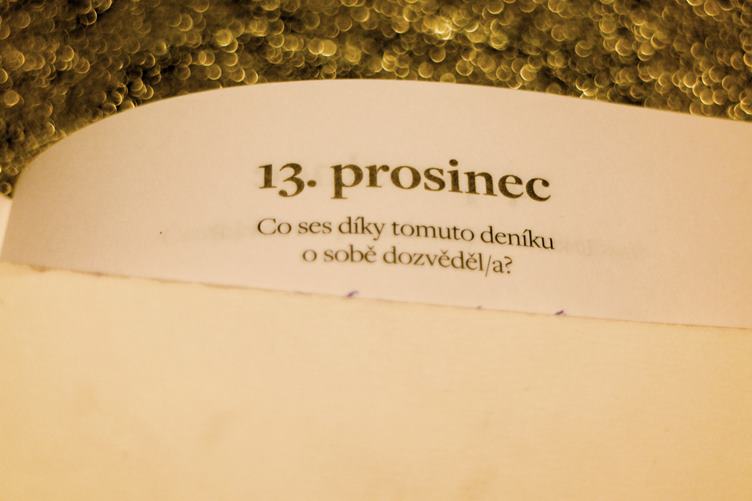 13. prosinec
Co ses díky tomuto deníku
o sobě dozvěděl/a?